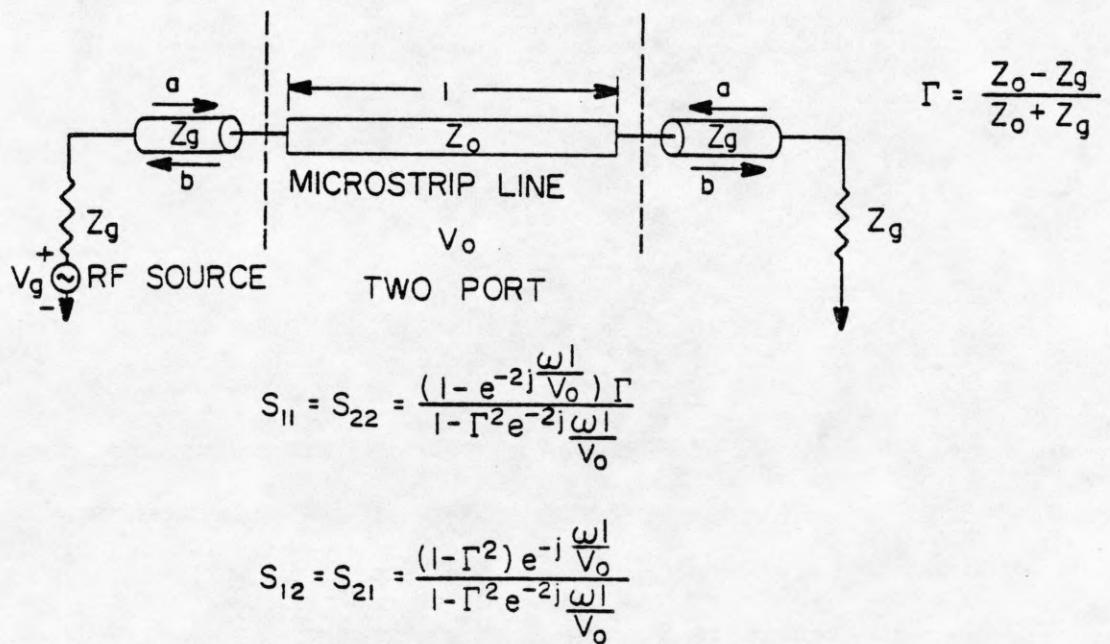 a
l
a
Γ = (Z₀ - Zg) / (Z₀ + Zg)
Zg
Z₀
Zg
b
MICROSTRIP LINE
b
Zg
V₀
Zg
+
Vg
RF SOURCE
-
TWO PORT
S₁₁ = S₂₂ = ((1 - e^(-2j ωl/V₀)) Γ) / (1 - Γ² e^(-2j ωl/V₀))
S₁₂ = S₂₁ = ((1 - Γ²) e^(-j ωl/V₀)) / (1 - Γ² e^(-2j ωl/V₀))